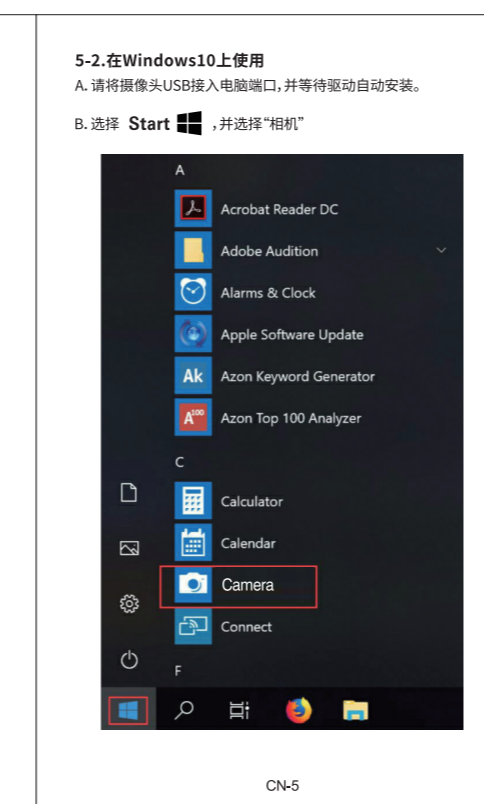 5-2.在Windows10上使用
A. 请将摄像头USB接入电脑端口,并等待驱动自动安装。
B. 选择 Start ,并选择“相机”
A
Acrobat Reader DC
Adobe Audition
Alarms & Clock
Apple Software Update
Ak Azon Keyword Generator
A100 Azon Top 100 Analyzer
C
Calculator
Calendar
Camera
Connect
F
CN-5